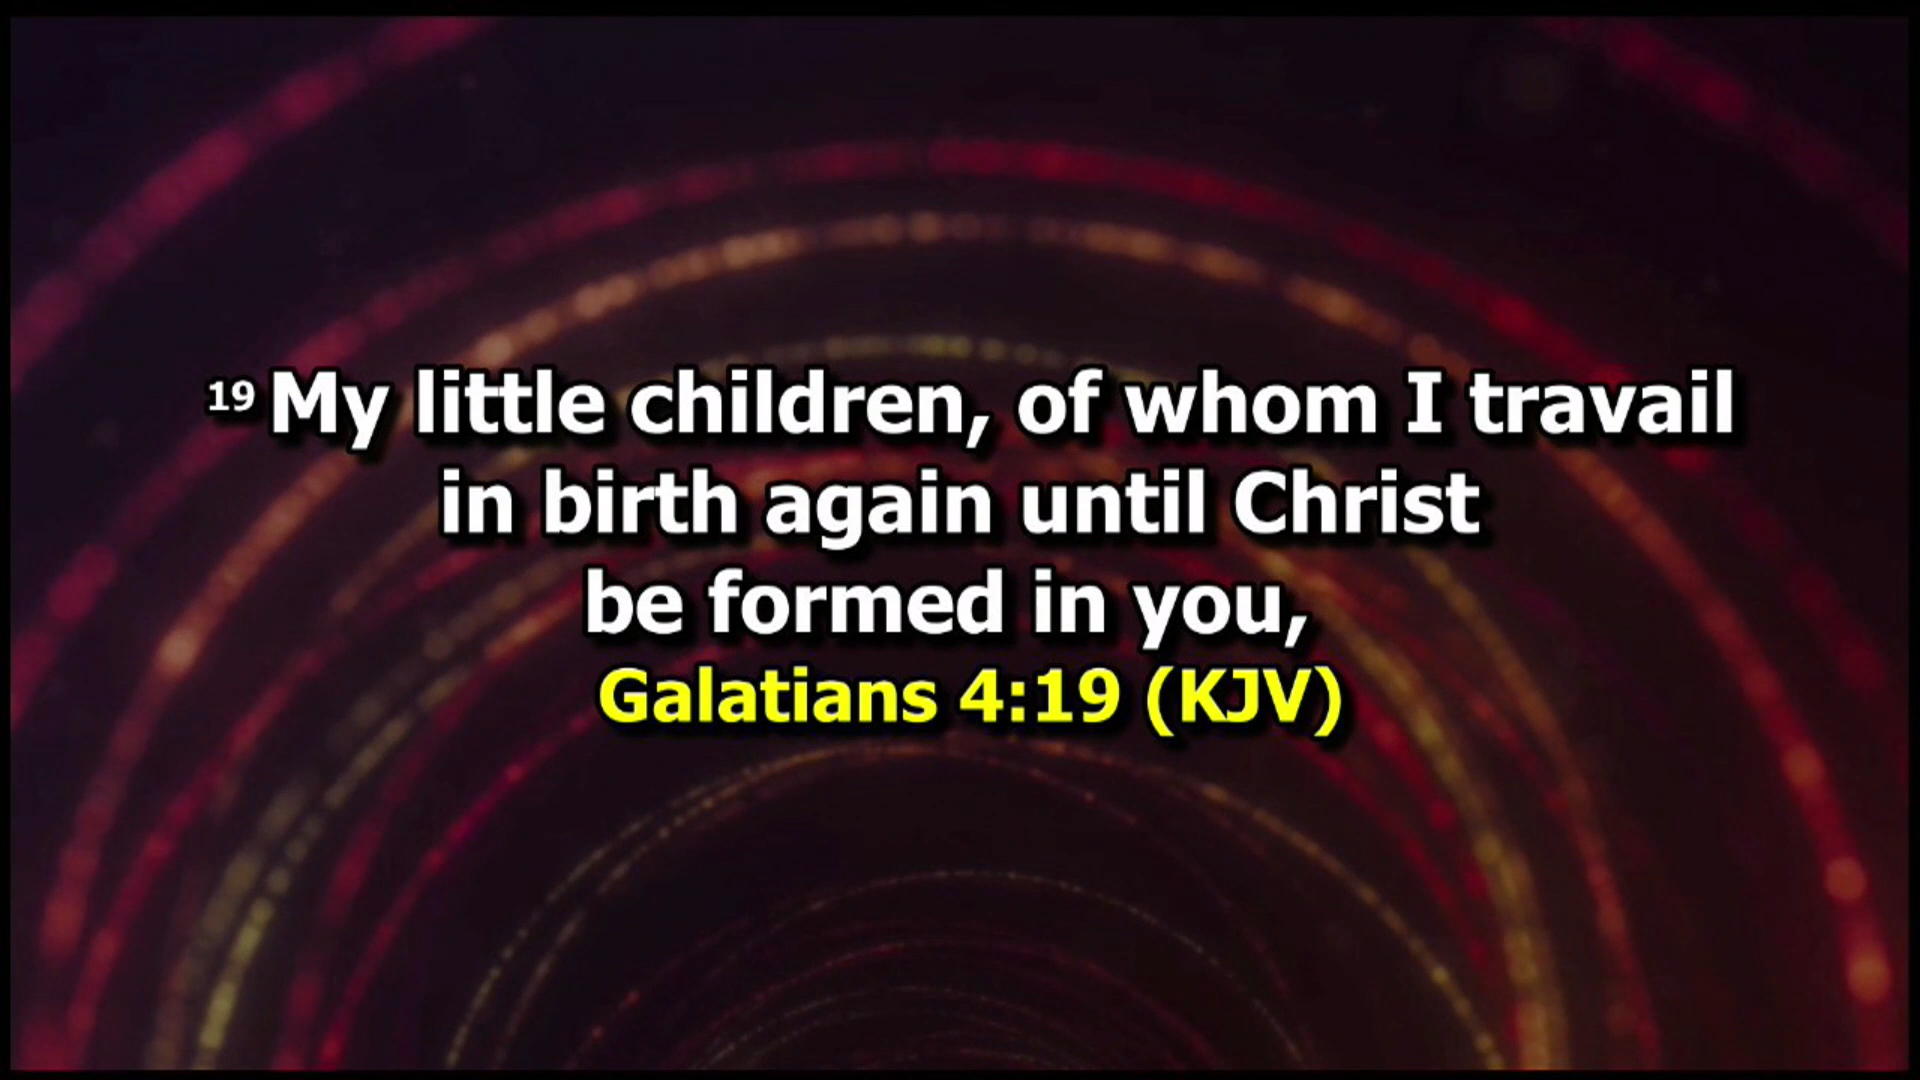 19 My little children, of whom I travail
in birth again until Christ
be formed in you,
Galatians 4:19 (KJV)